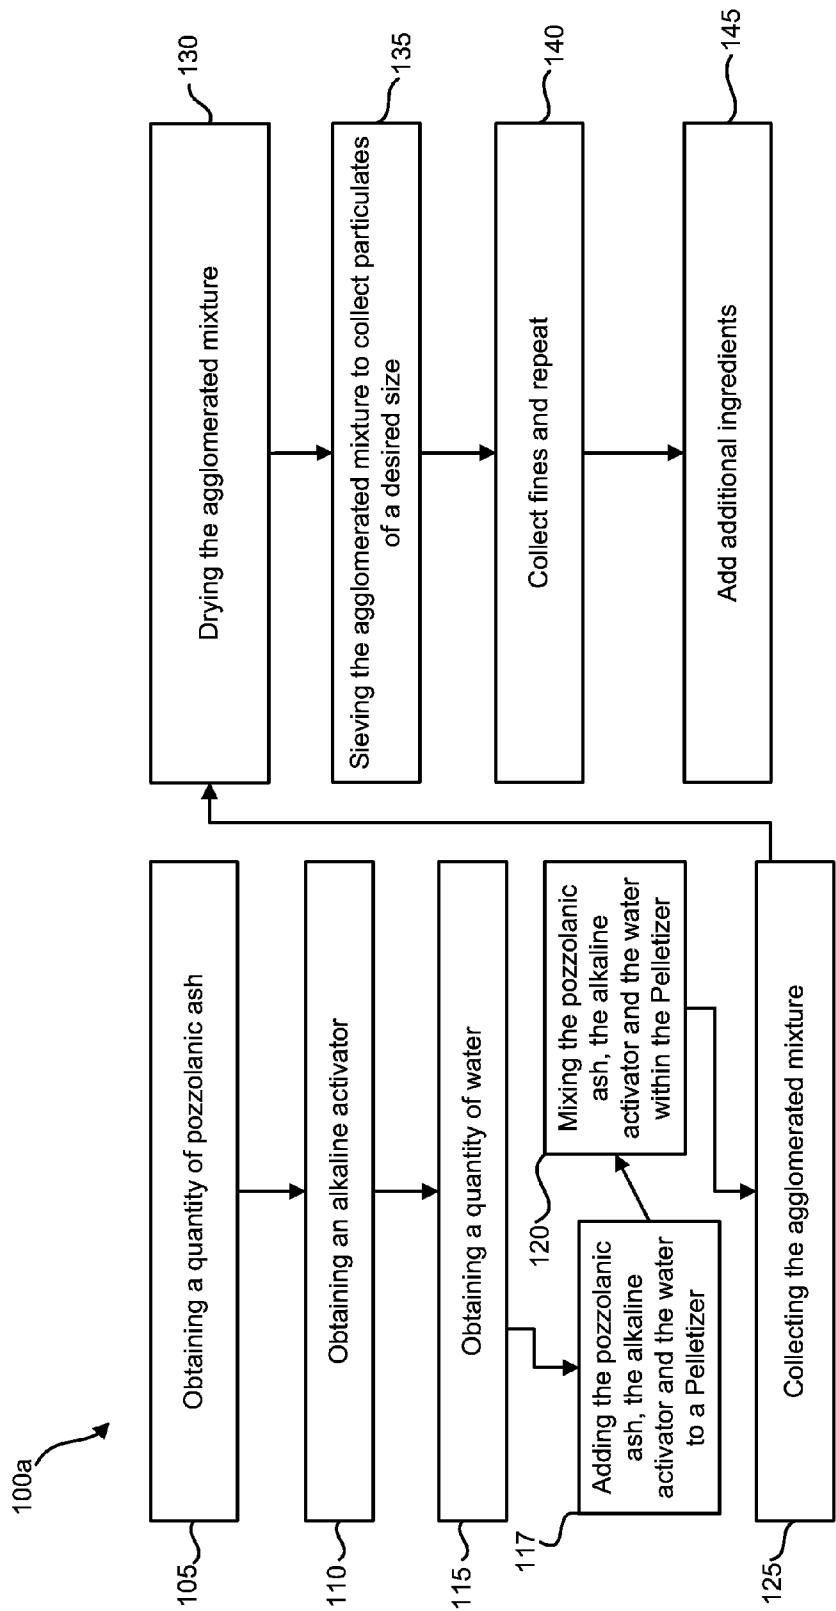 100a
105
Obtaining a quantity of pozzolanic ash
110
Obtaining an alkaline activator
115
Obtaining a quantity of water
117
Adding the pozzolanic
ash, the alkaline
activator and the water
to a Pelletizer
120
Mixing the pozzolanic
ash, the alkaline
activator and the water
within the Pelletizer
125
Collecting the agglomerated mixture
130
Drying the agglomerated mixture
135
Sieving the agglomerated mixture to collect particulates
of a desired size
140
Collect fines and repeat
145
Add additional ingredients